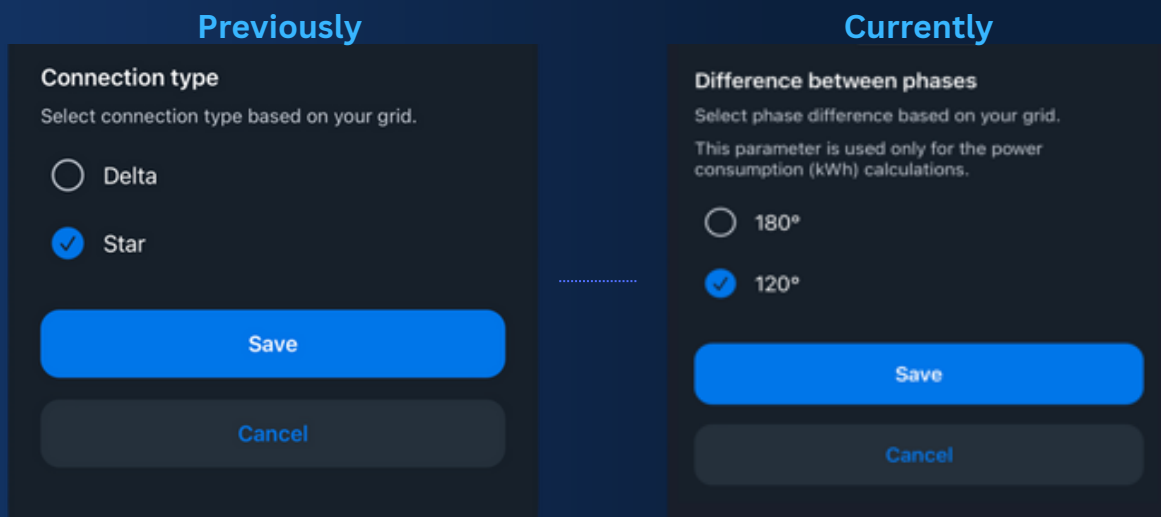 Previously
Connection type
Select connection type based on your grid.
Delta
Star
Save
Cancel
Currently
Difference between phases
Select phase difference based on your grid.
This parameter is used only for the power
consumption (kWh) calculations.
180°
120°
Save
Cancel